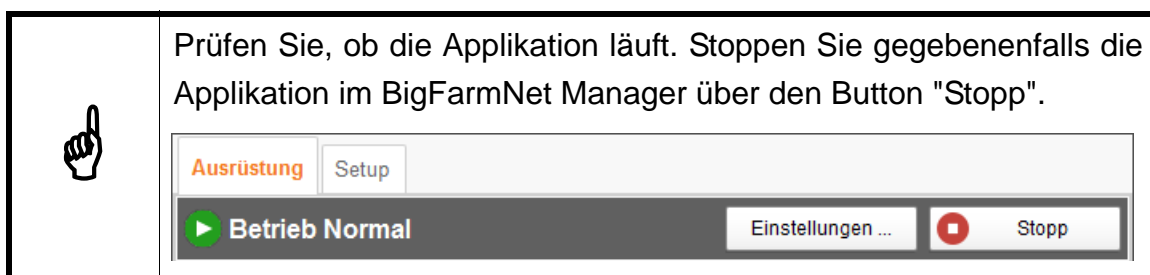 Prüfen Sie, ob die Applikation läuft. Stoppen Sie gegebenenfalls die
Applikation im BigFarmNet Manager über den Button "Stopp".
Ausrüstung Setup
Betrieb Normal Einstellungen ... Stopp